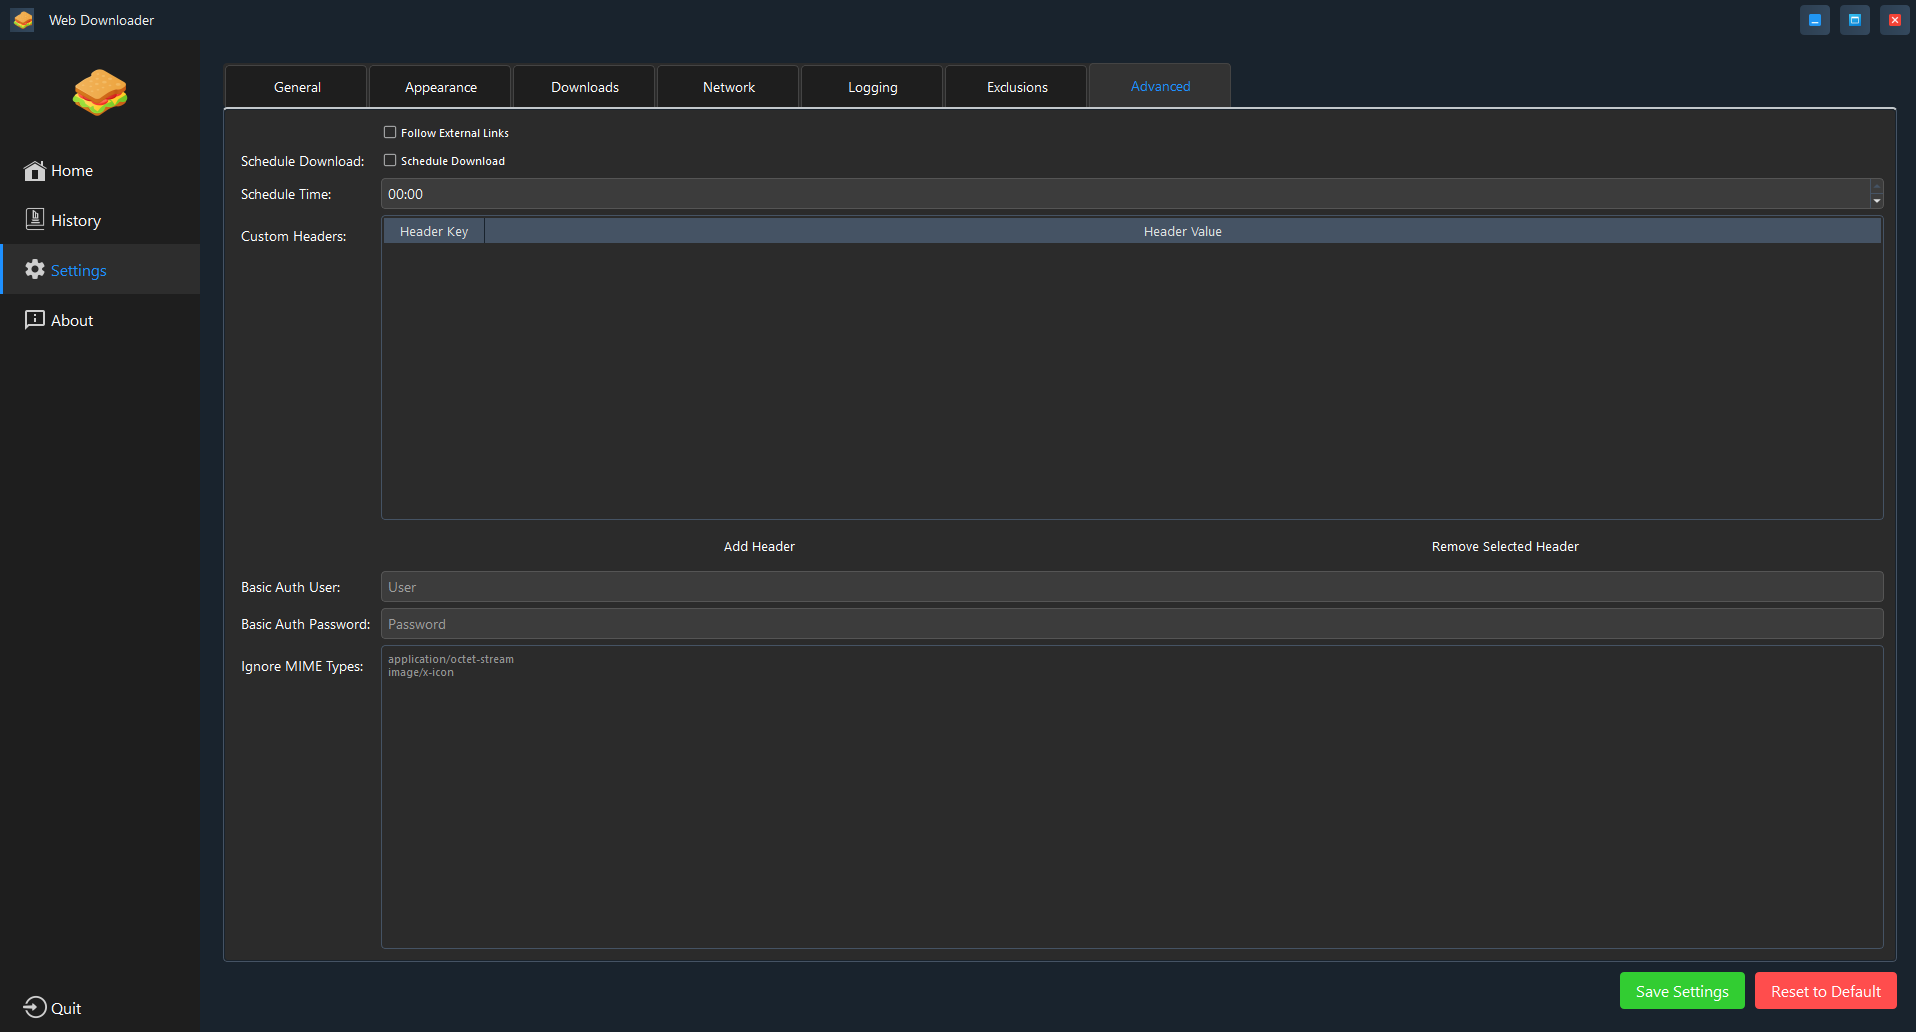 Web Downloader
Home
History
Settings
About
Quit
General
Appearance
Downloads
Network
Logging
Exclusions
Advanced
Follow External Links
Schedule Download:
Schedule Download
Schedule Time:
00:00
Custom Headers:
Header Key
Header Value
Add Header
Remove Selected Header
Basic Auth User:
User
Basic Auth Password:
Password
Ignore MIME Types:
application/octet-stream
image/x-icon
Save Settings
Reset to Default